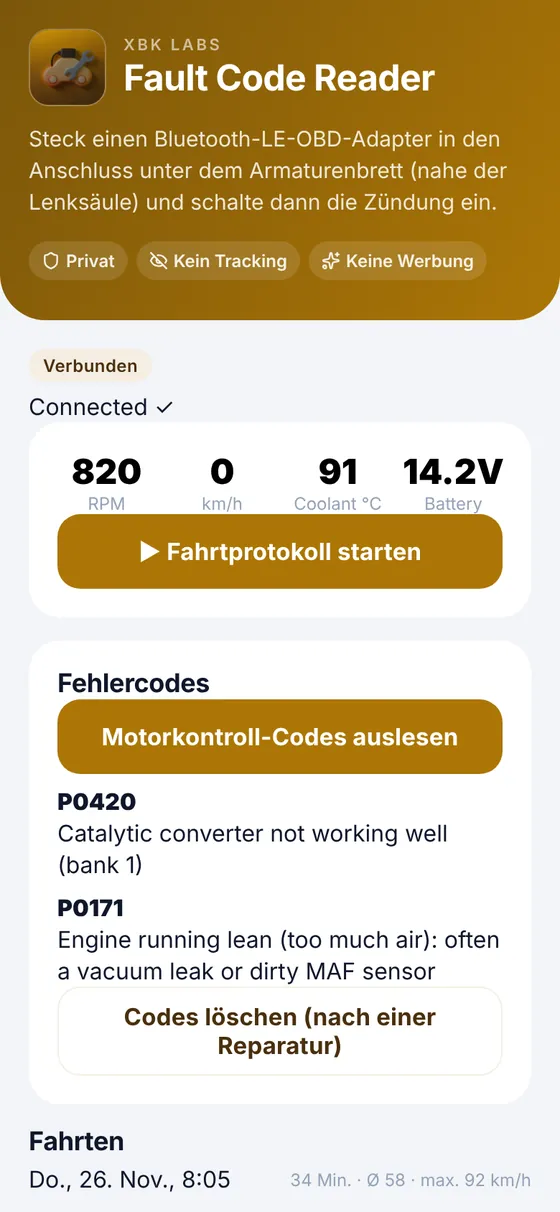 XBK LABS
Fault Code Reader
Steck einen Bluetooth-LE-OBD-Adapter in den
Anschluss unter dem Armaturenbrett (nahe der
Lenksäule) und schalte dann die Zündung ein.
Privat
Kein Tracking
Keine Werbung
Verbunden
Connected ✓
820 0 91 14.2V
RPM km/h Coolant °C Battery
▶ Fahrtprotokoll starten
Fehlercodes
Motorkontroll-Codes auslesen
P0420
Catalytic converter not working well
(bank 1)
P0171
Engine running lean (too much air): often
a vacuum leak or dirty MAF sensor
Codes löschen (nach einer
Reparatur)
Fahrten
Do., 26. Nov., 8:05 34 Min. · Ø 58 · max. 92 km/h